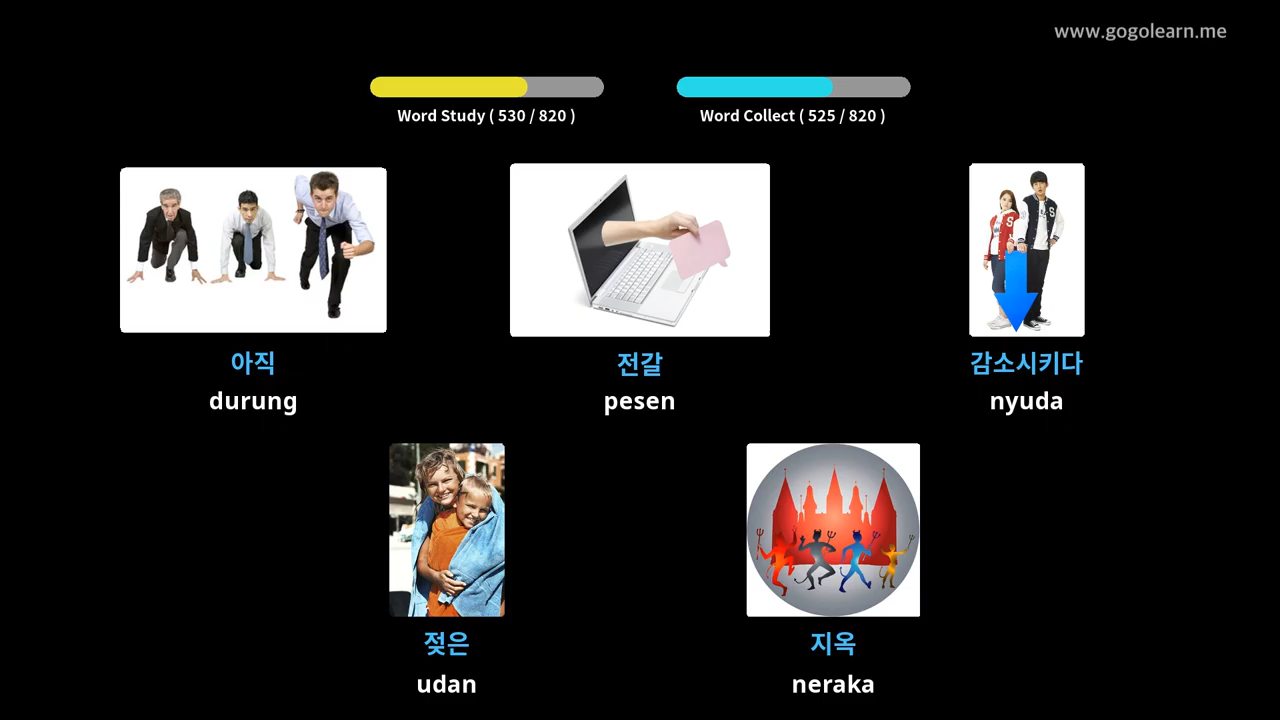 www.gogolearn.me
Word Study ( 530 / 820 )
Word Collect ( 525 / 820 )
아직
durung
전갈
pesen
감소시키다
nyuda
젖은
udan
지옥
neraka